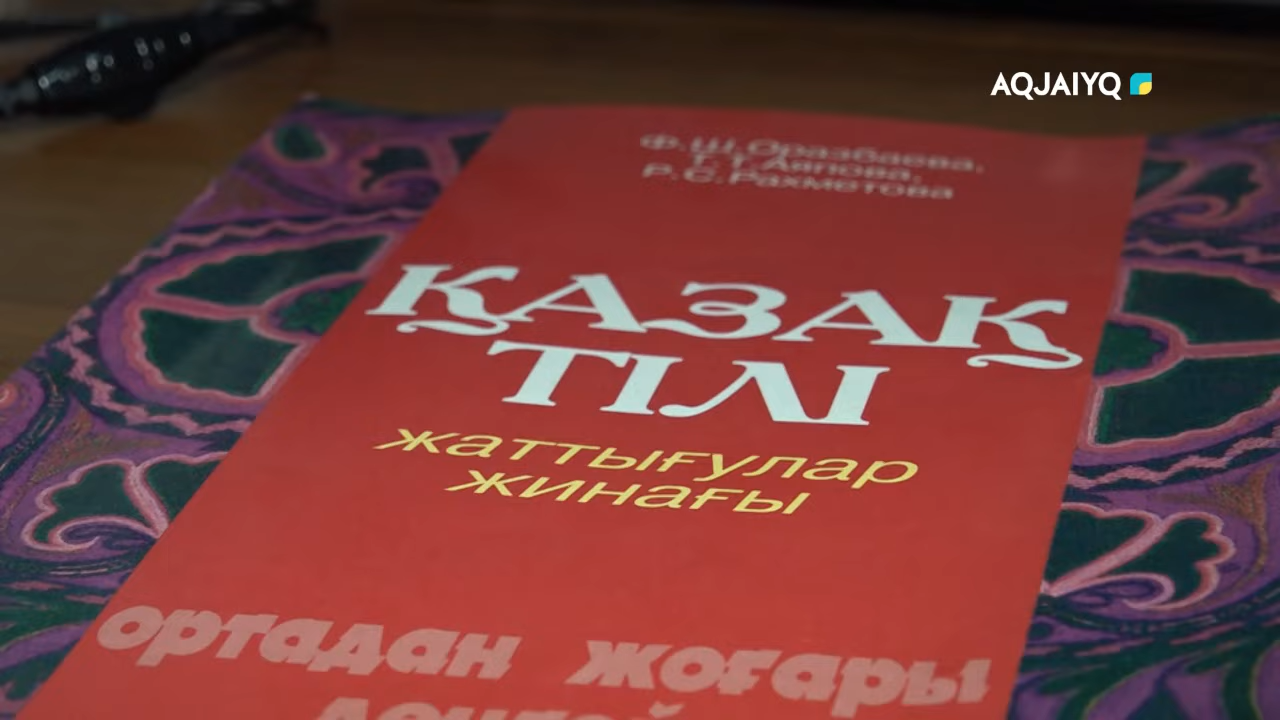 AQJAIYQ
Ф.Ш.Оразбаева,
Р.С.Рахметова
ҚАЗАҚ
ТІЛІ
жаттығулар
жинағы
ортадан жоғары